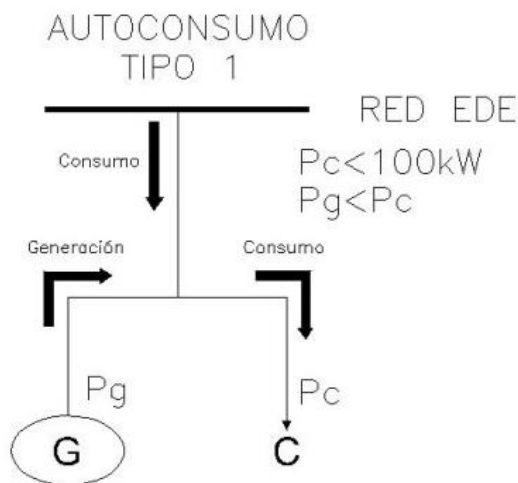 AUTOCONSUMO
TIPO 1
RED EDE
Consumo
Pc<100kW
Pg<Pc
Generación
Consumo
Pg
Pc
G
C